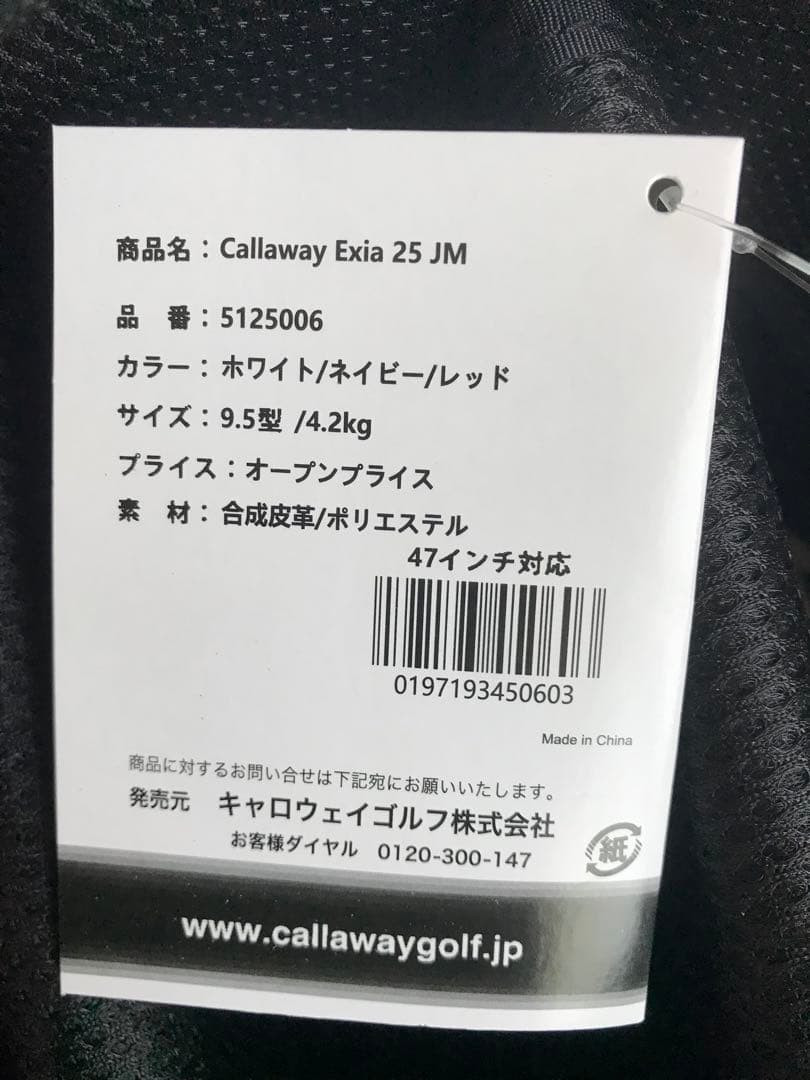 商品名：Callaway Exia 25 JM
品　番：5125006
カラー：ホワイト/ネイビー/レッド
サイズ：9.5型 /4.2kg
プライス：オープンプライス
素　材：合成皮革/ポリエステル
47インチ対応
0197193450603
Made in China
商品に対するお問い合せは下記宛にお願いいたします。
発売元　キャロウェイゴルフ株式会社
お客様ダイヤル　0120-300-147
紙
www.callawaygolf.jp